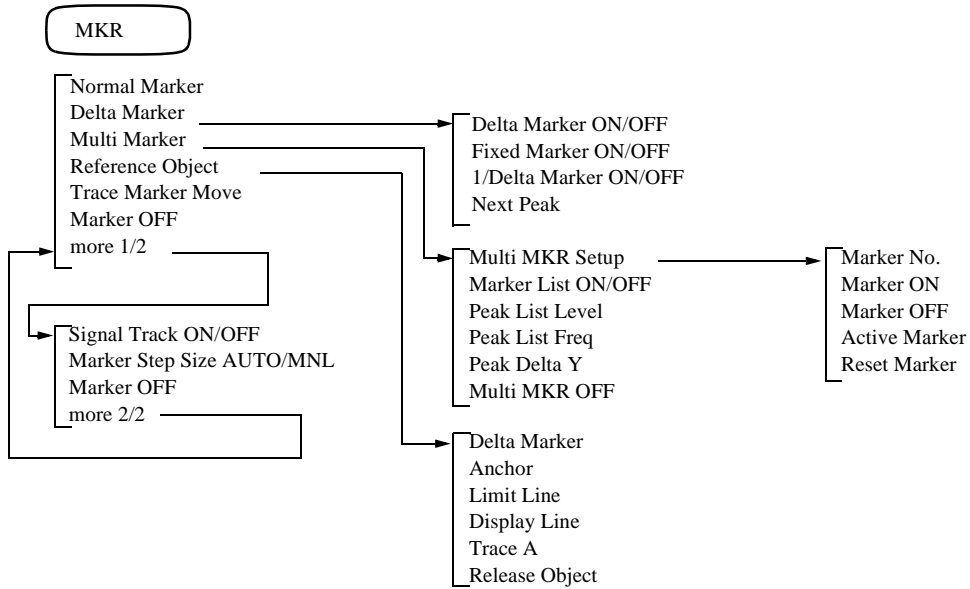 MKR
Normal Marker
Delta Marker
Multi Marker
Reference Object
Trace Marker Move
Marker OFF
more 1/2
Signal Track ON/OFF
Marker Step Size AUTO/MNL
Marker OFF
more 2/2
Delta Marker ON/OFF
Fixed Marker ON/OFF
1/Delta Marker ON/OFF
Next Peak
Multi MKR Setup
Marker List ON/OFF
Peak List Level
Peak List Freq
Peak Delta Y
Multi MKR OFF
Delta Marker
Anchor
Limit Line
Display Line
Trace A
Release Object
Marker No.
Marker ON
Marker OFF
Active Marker
Reset Marker